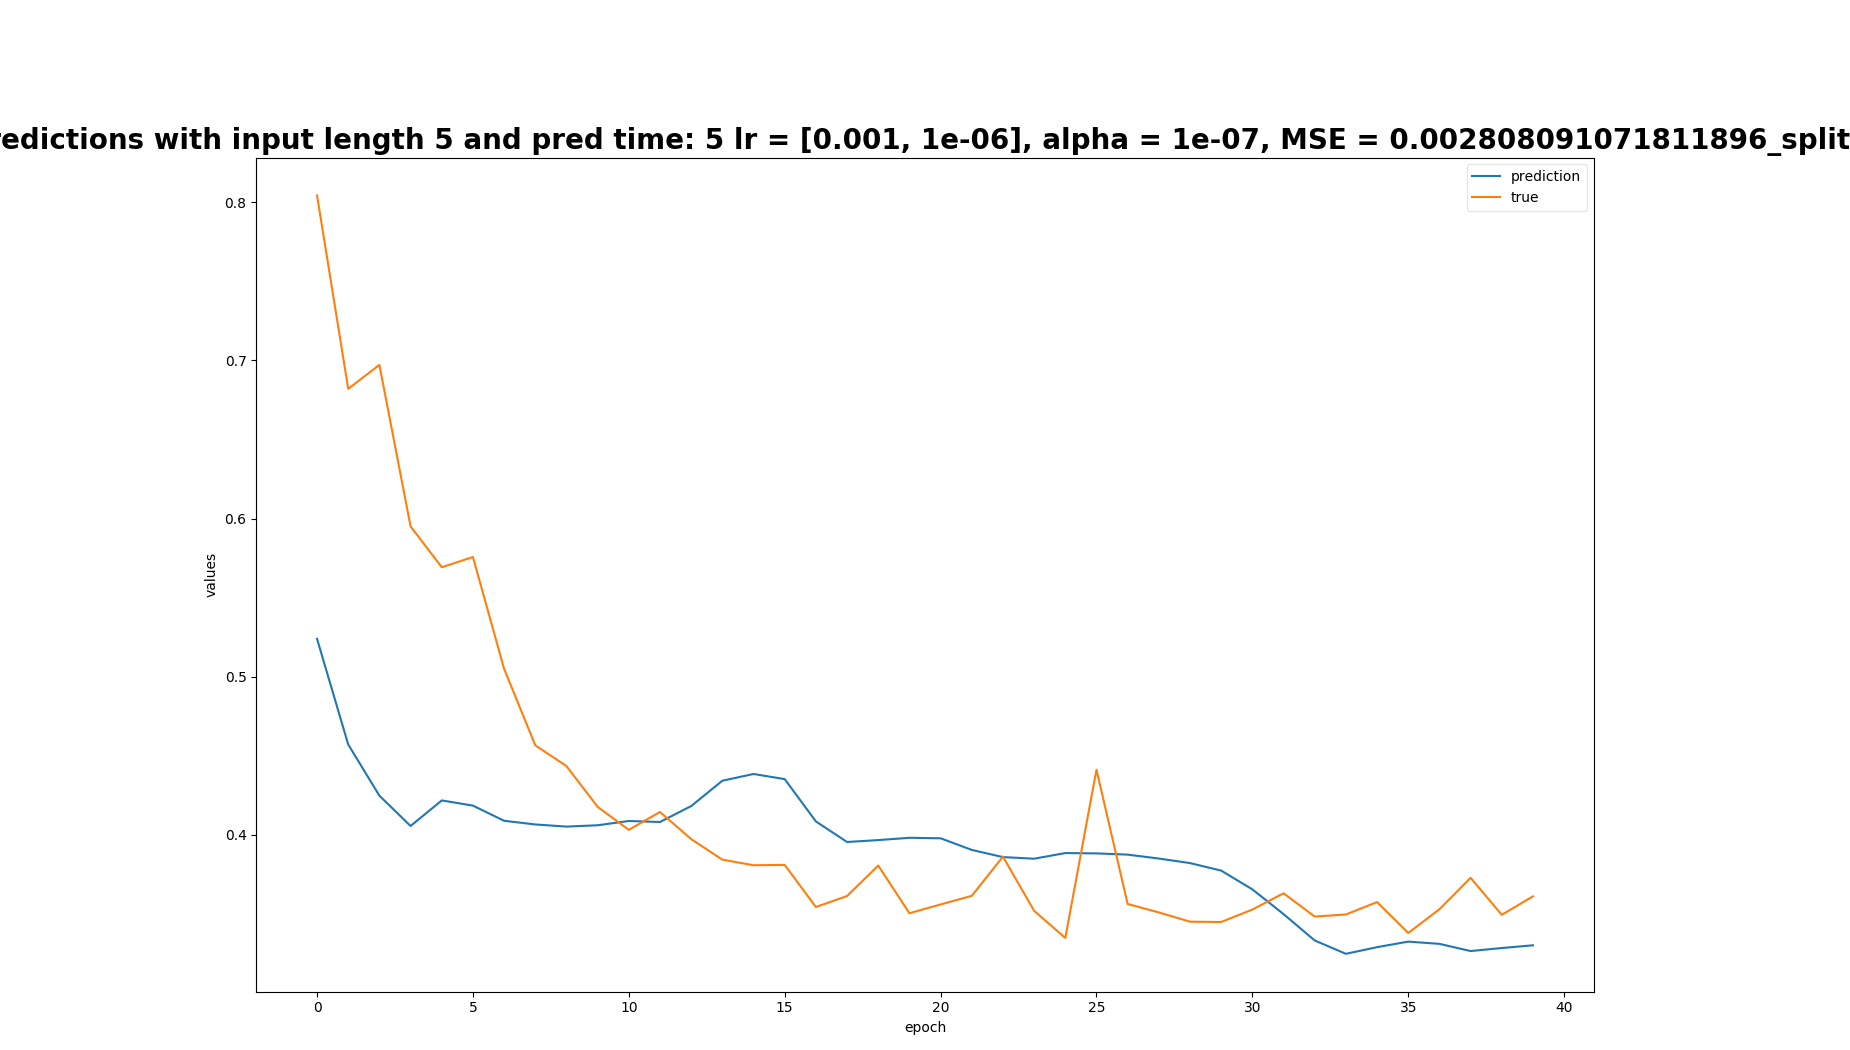 redictions with input length 5 and pred time: 5 lr = [0.001, 1e-06], alpha = 1e-07, MSE = 0.002808091071811896_split
prediction
true
0.8
0.7
0.6
0.5
0.4
values
0 5 10 15 20 25 30 35 40
epoch